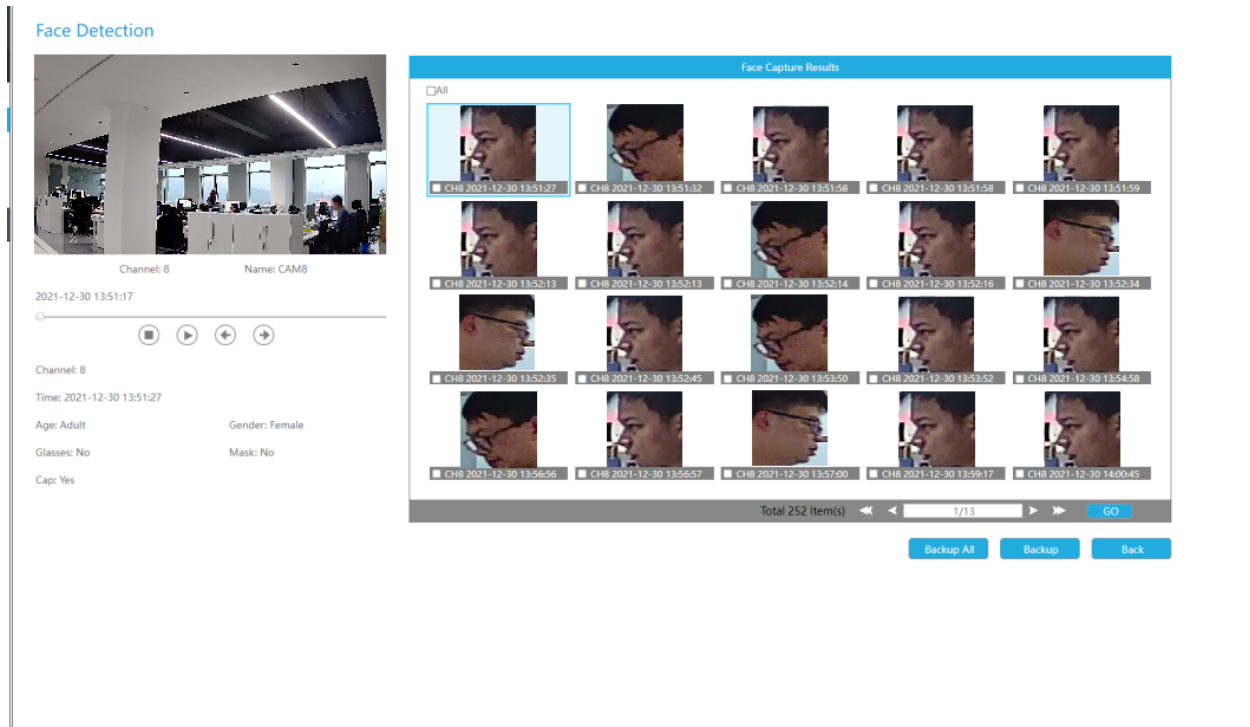 Face Detection
Channel: 8 Name: CAM8
2021-12-30 13:51:17
Channel: 8
Time: 2021-12-30 13:51:27
Age: Adult Gender: Female
Glasses: No Mask: No
Cap: Yes
Face Capture Results
All
CH8 2021-12-30 13:51:27 CH8 2021-12-30 13:51:32 CH8 2021-12-30 13:51:58 CH8 2021-12-30 13:51:58 CH8 2021-12-30 13:51:59
CH8 2021-12-30 13:52:13 CH8 2021-12-30 13:52:13 CH8 2021-12-30 13:52:14 CH8 2021-12-30 13:52:16 CH8 2021-12-30 13:52:34
CH8 2021-12-30 13:52:35 CH8 2021-12-30 13:52:45 CH8 2021-12-30 13:53:50 CH8 2021-12-30 13:53:52 CH8 2021-12-30 13:54:58
CH8 2021-12-30 13:56:56 CH8 2021-12-30 13:56:57 CH8 2021-12-30 13:57:00 CH8 2021-12-30 13:59:17 CH8 2021-12-30 14:00:45
Total 252 Item(s) 1/13 GO
Backup All Backup Back